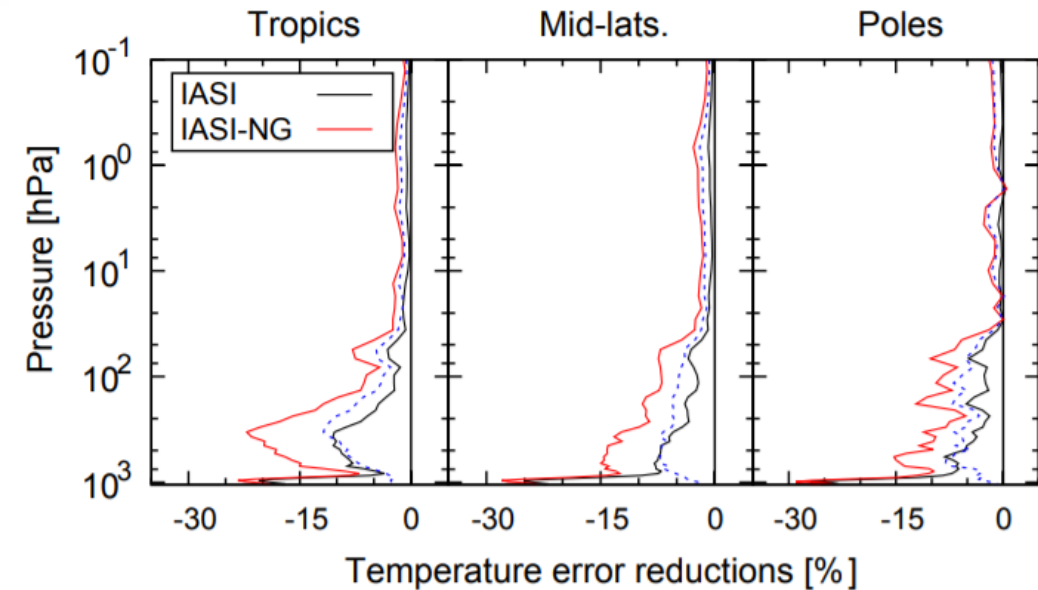 Tropics Mid-lats. Poles
IASI
IASI-NG
Pressure [hPa]
10-1
100
101
102
103
-30 -15 0 -30 -15 0 -30 -15 0
Temperature error reductions [%]